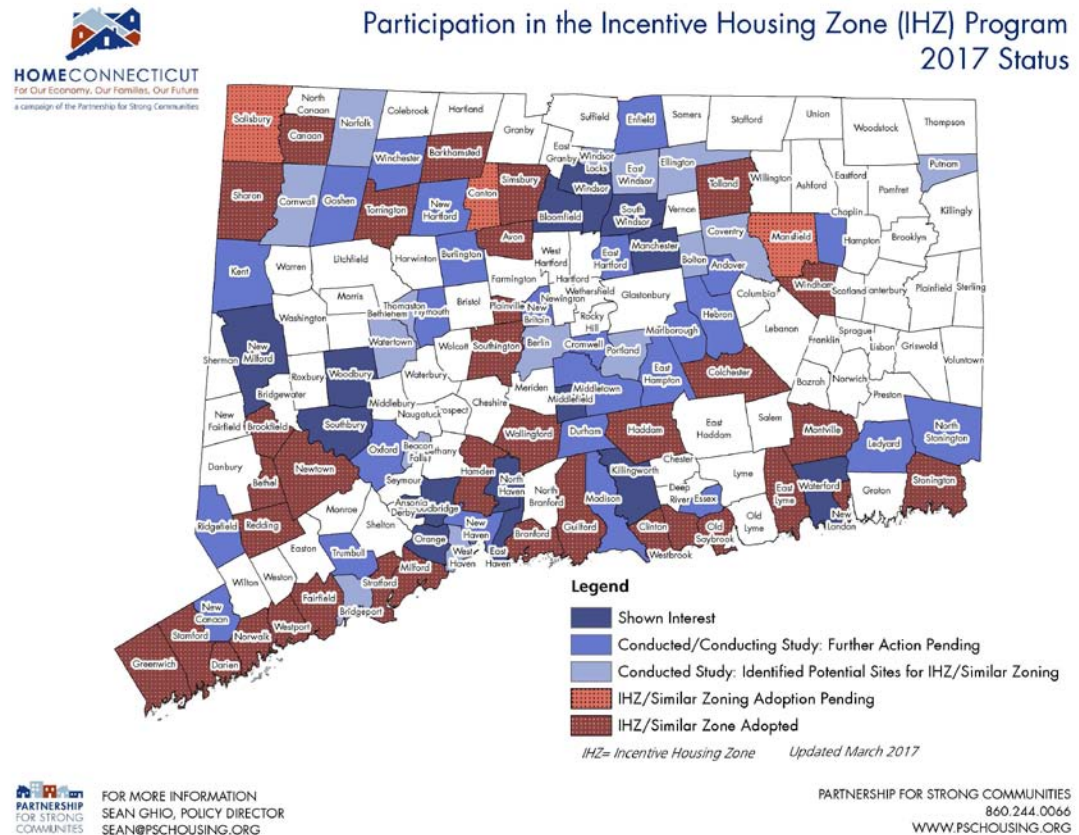 Participation in the Incentive Housing Zone (IHZ) Program
2017 Status
HOMECONNECTICUT
For Our Economy, Our Families, Our Future
a campaign of the Partnership for Strong Communities
Salisbury
North Canaan
Canaan
Norfolk
Colebrook
Hartland
Granby
Suffield
East Granby
Windsor Locks
Enfield
Somers
Stafford
Union
Woodstock
Thompson
Winchester
Barkhamsted
Simsbury
Windsor
East Windsor
Ellington
Tolland
Willington
Ashford
Eastford
Pomfret
Putnam
Killingly
Sharon
Cornwall
Goshen
Torrington
New Hartford
Canton
Bloomfield
South Windsor
Vernon
Coventry
Mansfield
Chaplin
Hampton
Brooklyn
Avon
West Hartford
Hartford
East Hartford
Manchester
Bolton
Andover
Kent
Warren
Litchfield
Harwinton
Burlington
Farmington
Wethersfield
Glastonbury
Columbia
Windham
Scotland
Plainfield
Sterling
Morris
Washington
Thomaston
Bethlehem
Bristol
Plainville
New Britain
Newington
Rocky Hill
Marlborough
Hebron
Lebanon
Franklin
Sprague
Lisbon
Griswold
Voluntown
Watertown
Wolcott
Southington
Berlin
Cromwell
Portland
East Hampton
Colchester
Bozrah
Norwich
Preston
Sherman
New Milford
Roxbury
Woodbury
Waterbury
Bridgewater
Middlebury
Naugatuck
Cheshire
Meriden
Middletown
Middlefield
New Fairfield
Brookfield
Southbury
Oxford
Beacon Falls
Wallingford
Durham
Haddam
East Haddam
Salem
Montville
Ledyard
North Stonington
Danbury
Bethel
Newtown
Seymour
Hamden
North Haven
North Branford
Killingworth
Chester
Deep River
Essex
Lyme
East Lyme
Waterford
New London
Groton
Stonington
Ridgefield
Redding
Monroe
Shelton
Ansonia
Derby
Orange
New Haven
West Haven
East Haven
Branford
Guilford
Madison
Clinton
Westbrook
Old Saybrook
Old Lyme
Easton
Trumbull
Milford
Stratford
Bridgeport
Fairfield
Wilton
Weston
Westport
New Canaan
Norwalk
Stamford
Darien
Greenwich
Legend
Shown Interest
Conducted/Conducting Study: Further Action Pending
Conducted Study: Identified Potential Sites for IHZ/Similar Zoning
IHZ/Similar Zoning Adoption Pending
IHZ/Similar Zone Adopted
IHZ= Incentive Housing Zone Updated March 2017
PARTNERSHIP
FOR STRONG
COMMUNITIES
FOR MORE INFORMATION
SEAN GHIO, POLICY DIRECTOR
SEAN@PSCHOUSING.ORG
PARTNERSHIP FOR STRONG COMMUNITIES
860.244.0066
WWW.PSCHOUSING.ORG